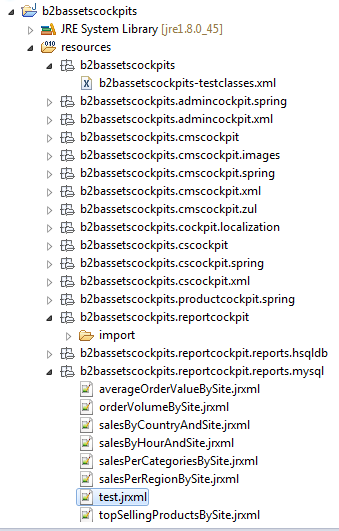 b2bassetscockpits
JRE System Library [jre1.8.0_45]
resources
b2bassetscockpits
b2bassetscockpits-testclasses.xml
b2bassetscockpits.admincockpit.spring
b2bassetscockpits.admincockpit.xml
b2bassetscockpits.cmscockpit
b2bassetscockpits.cmscockpit.images
b2bassetscockpits.cmscockpit.spring
b2bassetscockpits.cmscockpit.xml
b2bassetscockpits.cmscockpit.zul
b2bassetscockpits.cockpit.localization
b2bassetscockpits.cscockpit
b2bassetscockpits.cscockpit.spring
b2bassetscockpits.cscockpit.xml
b2bassetscockpits.productcockpit.spring
b2bassetscockpits.reportcockpit
import
b2bassetscockpits.reportcockpit.reports.hsqldb
b2bassetscockpits.reportcockpit.reports.mysql
averageOrderValueBySite.jrxml
orderVolumeBySite.jrxml
salesByCountryAndSite.jrxml
salesByHourAndSite.jrxml
salesPerCategoriesBySite.jrxml
salesPerRegionBySite.jrxml
test.jrxml
topSellingProductsBySite.jrxml